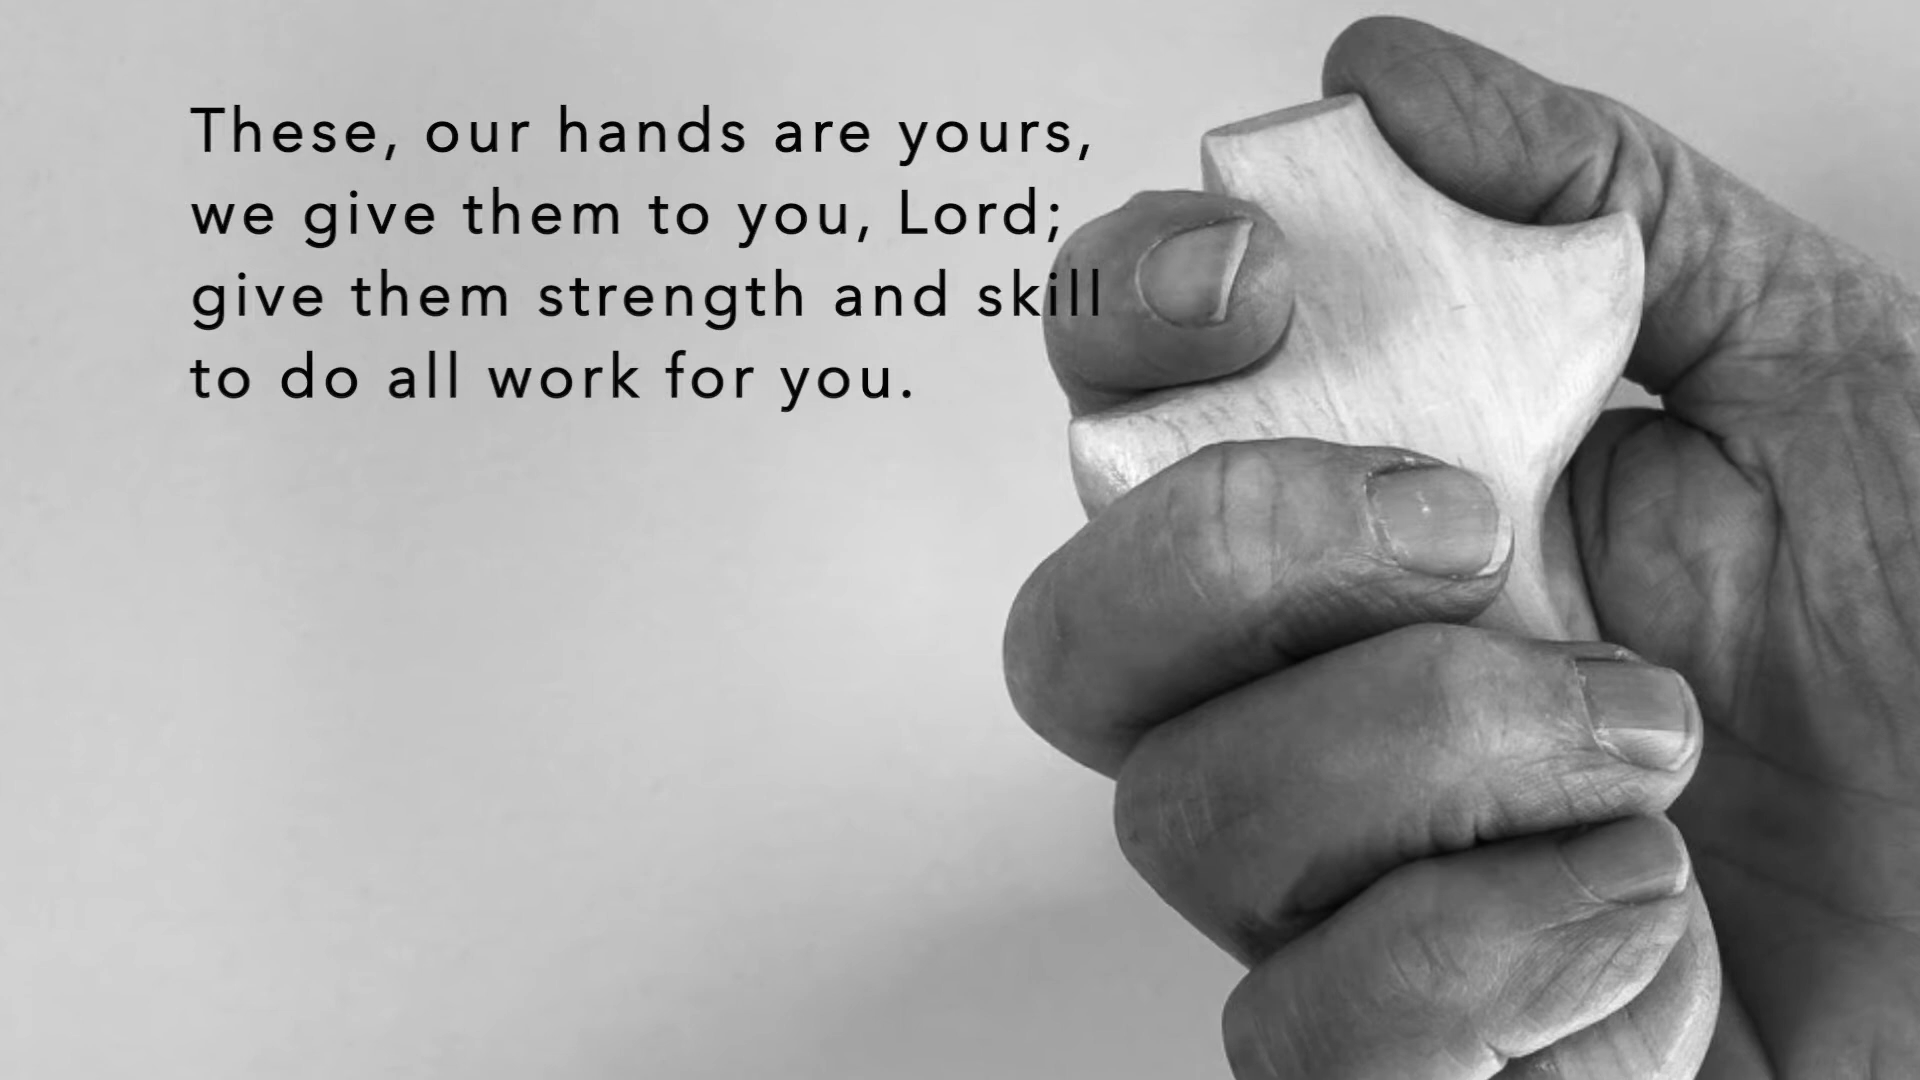 These, our hands are yours,
we give them to you, Lord;
give them strength and skill
to do all work for you.